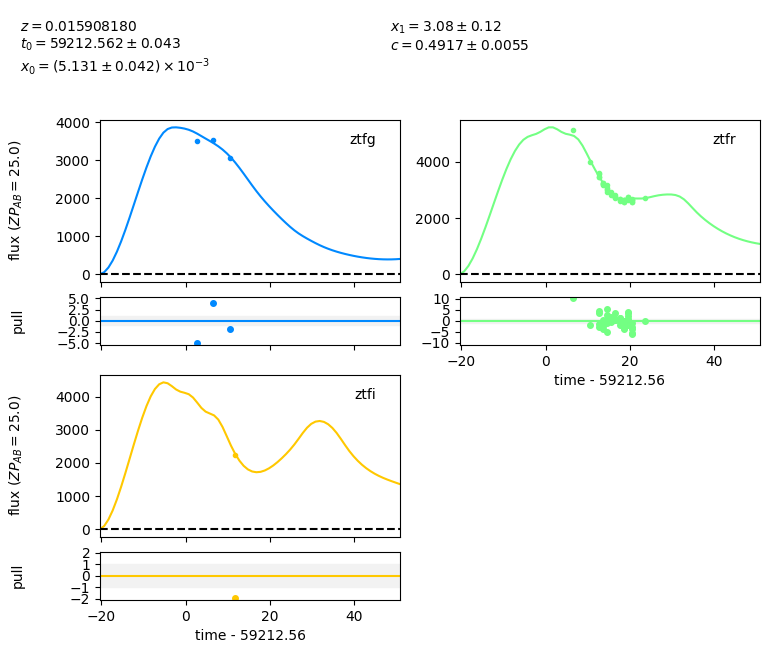 z = 0.015908180
t₀ = 59212.562 ± 0.043
x₀ = (5.131 ± 0.042) × 10⁻³
x₁ = 3.08 ± 0.12
c = 0.4917 ± 0.0055
ztfg
flux (ZP_AB = 25.0)
4000
3000
2000
1000
0
pull
5.0
2.5
0.0
−2.5
−5.0
ztfr
4000
2000
0
10
5
0
−5
−10
−20
0
20
40
time - 59212.56
ztfi
flux (ZP_AB = 25.0)
4000
3000
2000
1000
0
pull
2
1
0
−1
−2
−20
0
20
40
time - 59212.56